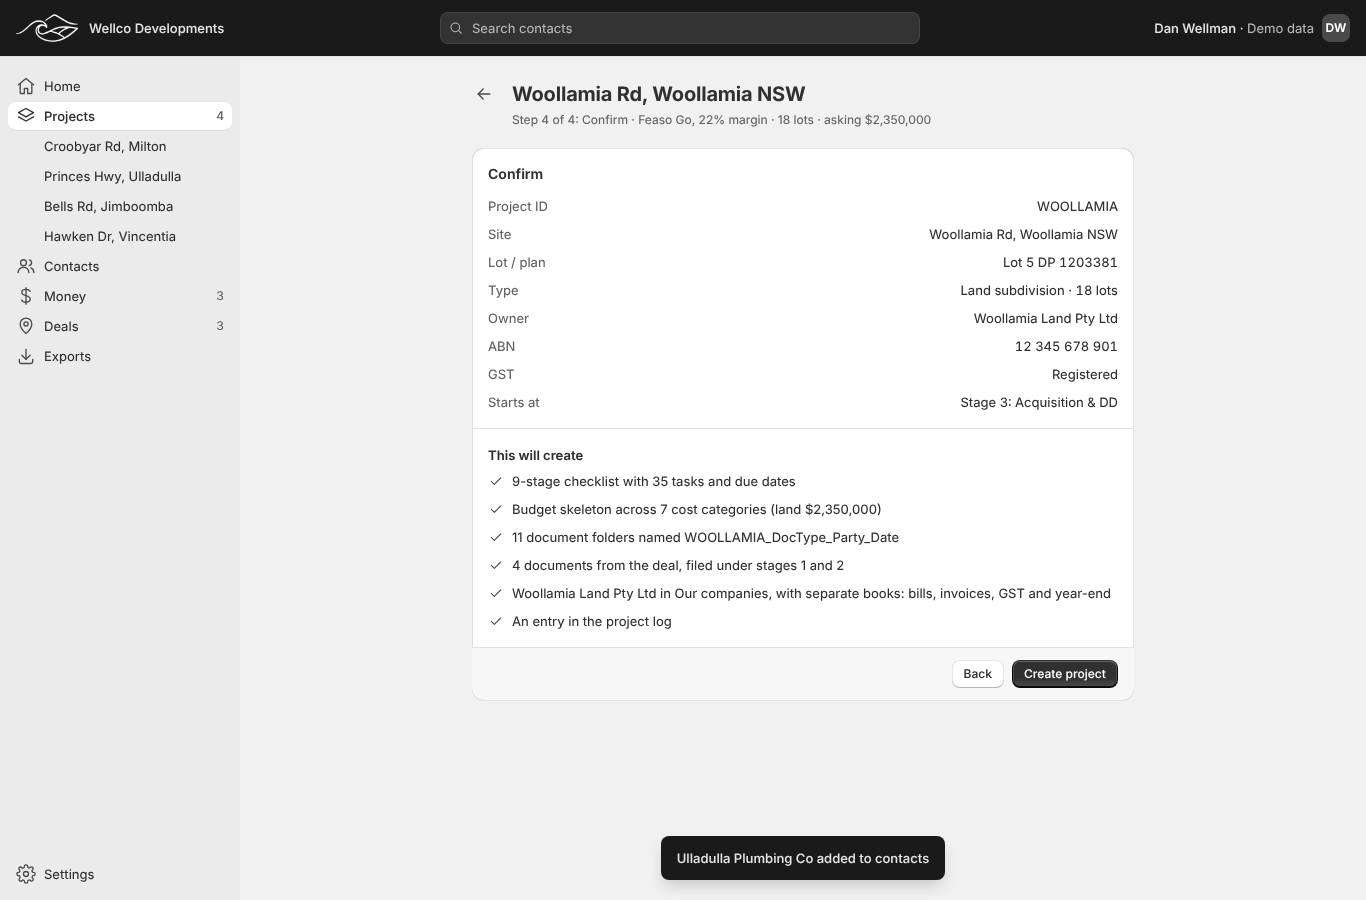 Wellco Developments
Search contacts
Dan Wellman · Demo data DW
Home
Projects 4
Croobyar Rd, Milton
Princes Hwy, Ulladulla
Bells Rd, Jimboomba
Hawken Dr, Vincentia
Contacts
Money 3
Deals 3
Exports
Settings
Woollamia Rd, Woollamia NSW
Step 4 of 4: Confirm · Feaso Go, 22% margin · 18 lots · asking $2,350,000
Confirm
Project ID WOOLLAMIA
Site Woollamia Rd, Woollamia NSW
Lot / plan Lot 5 DP 1203381
Type Land subdivision · 18 lots
Owner Woollamia Land Pty Ltd
ABN 12 345 678 901
GST Registered
Starts at Stage 3: Acquisition & DD
This will create
9-stage checklist with 35 tasks and due dates
Budget skeleton across 7 cost categories (land $2,350,000)
11 document folders named WOOLLAMIA_DocType_Party_Date
4 documents from the deal, filed under stages 1 and 2
Woollamia Land Pty Ltd in Our companies, with separate books: bills, invoices, GST and year-end
An entry in the project log
Back Create project
Ulladulla Plumbing Co added to contacts